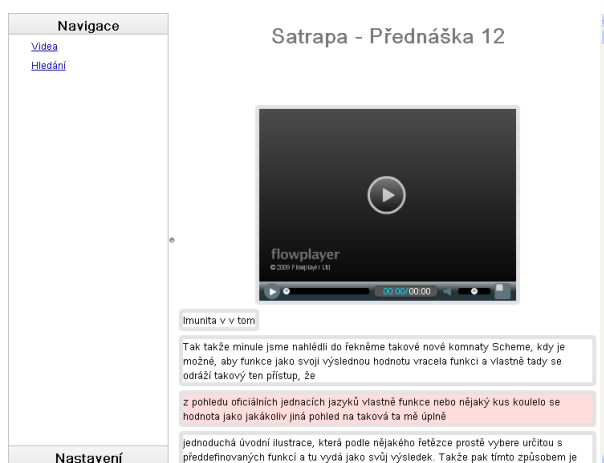 Navigace
Videa
Hledání
Nastavení
Satrapa - Přednáška 12
flowplayer
© 2009 Flowplayer Ltd
00:00/00:00
Imunita v v tom
Tak takže minule jsme nahlédli do řekněme takové nové komnaty Scheme, kdy je
možné, aby funkce jako svoji výslednou hodnotu vracela funkci a vlastně tady se
odráží takový ten přístup, že
z pohledu oficiálních jednacích jazyků vlastně funkce nebo nějaký kus koulelo se
hodnota jako jakákoliv jiná pohled na taková ta mě úplně
jednoduchá úvodní ilustrace, která podle nějakého řetězce prostě vybere určitou s
předdefinovaných funkcí a tu vydá jako svůj výsledek. Takže pak tímto způsobem je